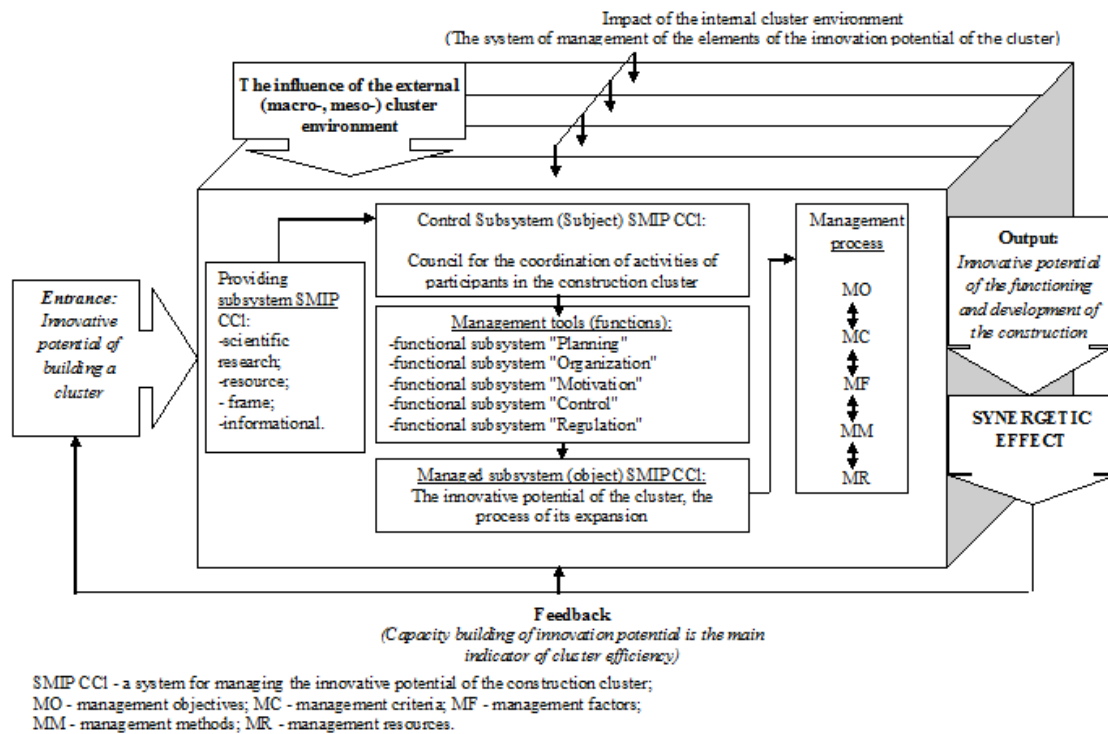 Impact of the internal cluster environment
(The system of management of the elements of the innovation potential of the cluster)
The influence of the external
(macro-, meso-) cluster
environment
Entrance:
Innovative
potential of
building a
cluster
Providing
subsystem SMIP
CCl:
-scientific
research;
-resource;
- frame;
-informational.
Control Subsystem (Subject) SMIP CCl:
Council for the coordination of activities of
participants in the construction cluster
Management tools (functions):
-functional subsystem "Planning"
-functional subsystem "Organization"
-functional subsystem "Motivation"
-functional subsystem "Control"
-functional subsystem "Regulation"
Managed subsystem (object) SMIP CCl:
The innovative potential of the cluster, the
process of its expansion
Management
process
MO
MC
MF
MM
MR
Output:
Innovative potential
of the functioning
and development of
the construction
SYNERGETIC
EFFECT
Feedback
(Capacity building of innovation potential is the main
indicator of cluster efficiency)
SMIP CCl - a system for managing the innovative potential of the construction cluster;
MO - management objectives; MC - management criteria; MF - management factors;
MM - management methods; MR - management resources.